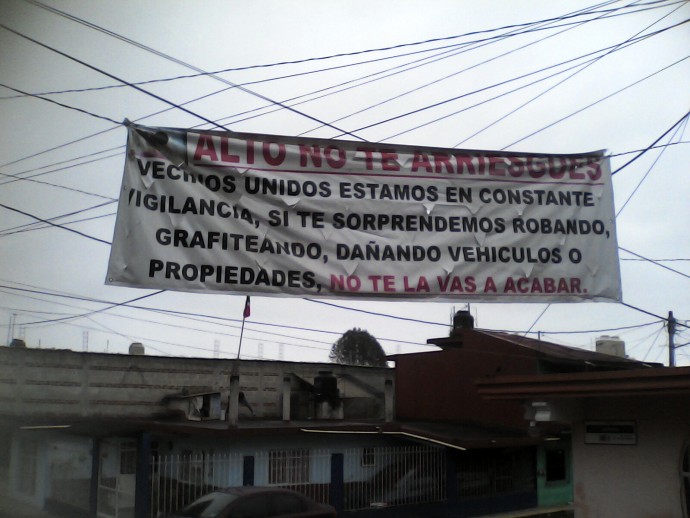 ALTO NO TE ARRIESGUES
VECINOS UNIDOS ESTAMOS EN CONSTANTE
VIGILANCIA, SI TE SORPRENDEMOS ROBANDO,
GRAFITEANDO, DAÑANDO VEHICULOS O
PROPIEDADES, NO TE LA VAS A ACABAR.